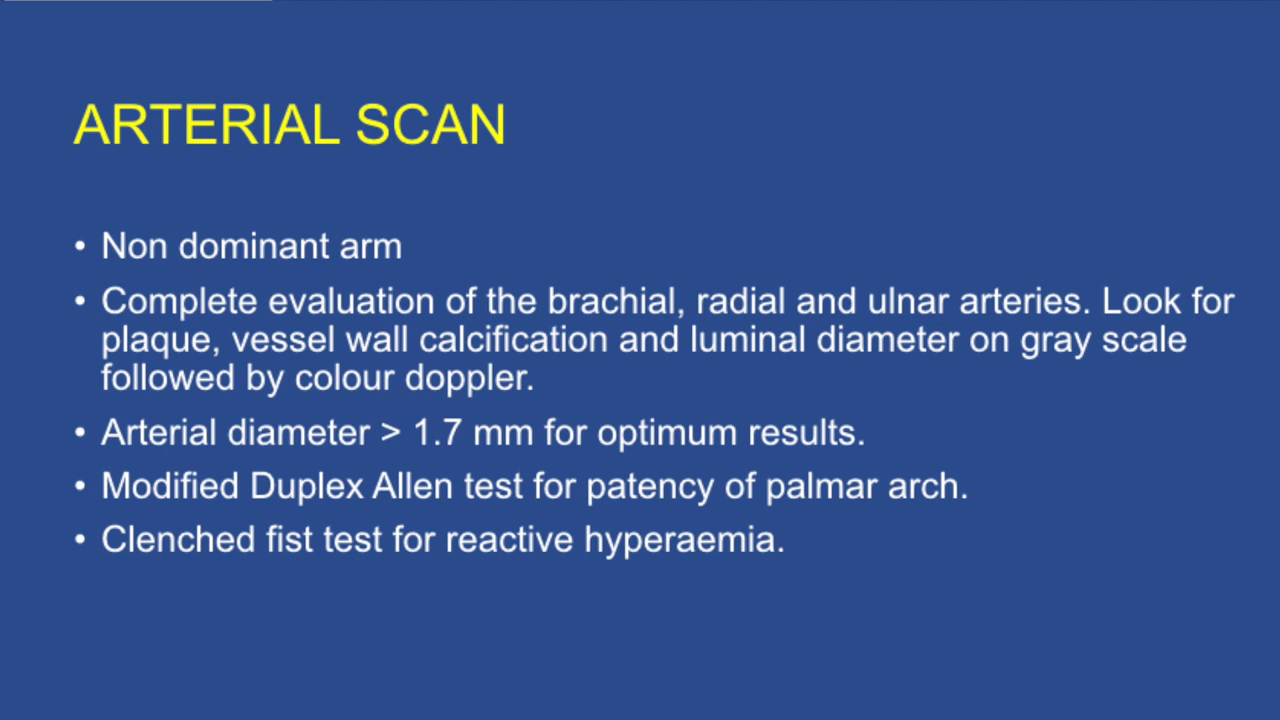 ARTERIAL SCAN
• Non dominant arm
• Complete evaluation of the brachial, radial and ulnar arteries. Look for
plaque, vessel wall calcification and luminal diameter on gray scale
followed by colour doppler.
• Arterial diameter > 1.7 mm for optimum results.
• Modified Duplex Allen test for patency of palmar arch.
• Clenched fist test for reactive hyperaemia.